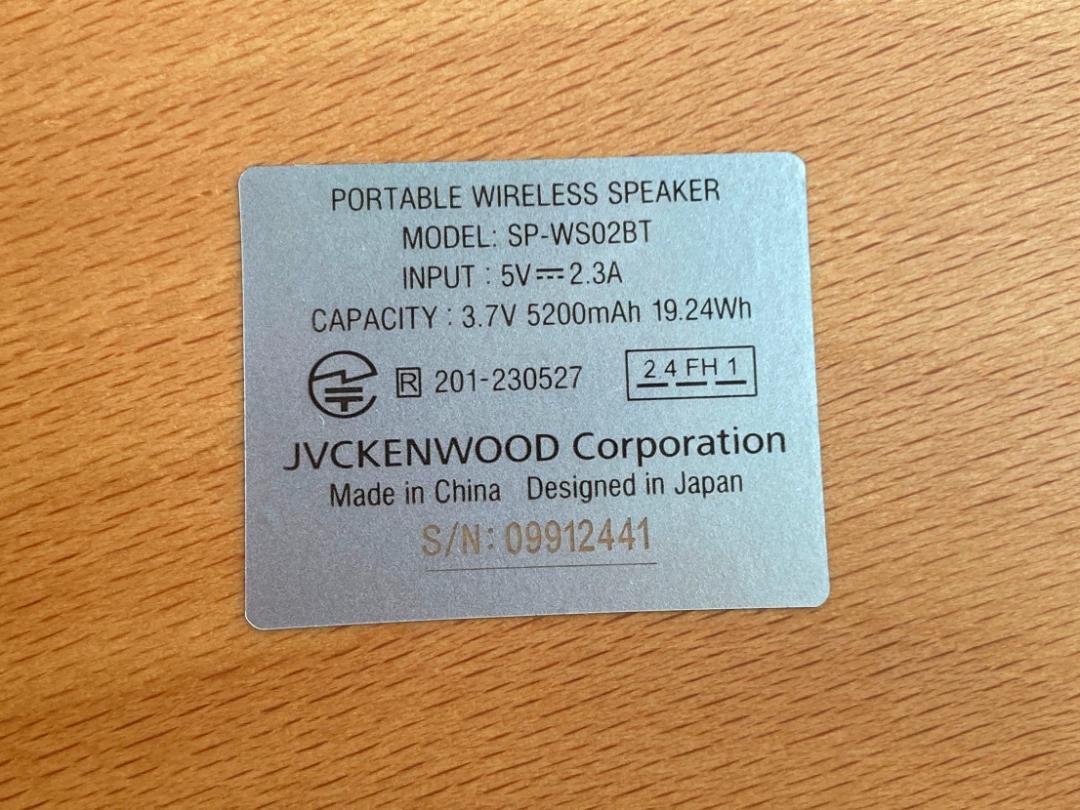 PORTABLE WIRELESS SPEAKER
MODEL: SP-WS02BT
INPUT : 5V⎓2.3A
CAPACITY : 3.7V 5200mAh 19.24Wh
R 201-230527 2.4 FH 1
JVCKENWOOD Corporation
Made in China Designed in Japan
S/N: 09912441